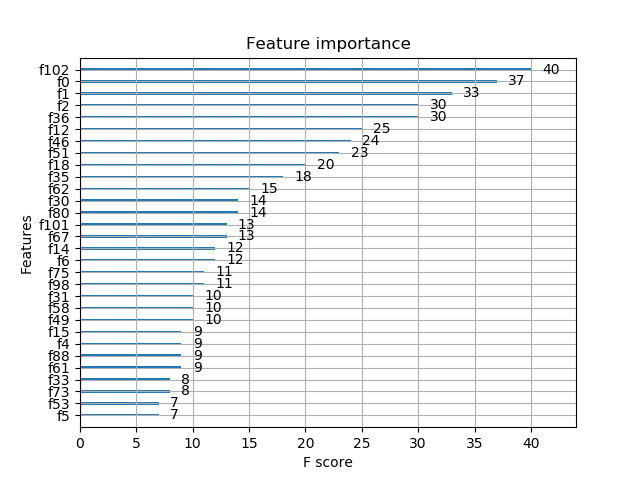 Feature importance
Features
f102 40
f0 37
f1 33
f2 30
f36 30
f12 25
f46 24
f51 23
f18 20
f35 18
f62 15
f30 14
f80 14
f101 13
f67 13
f14 12
f6 12
f75 11
f98 11
f31 10
f58 10
f49 10
f15 9
f4 9
f88 9
f61 9
f33 8
f73 8
f53 7
f5 7
0 5 10 15 20 25 30 35 40
F score